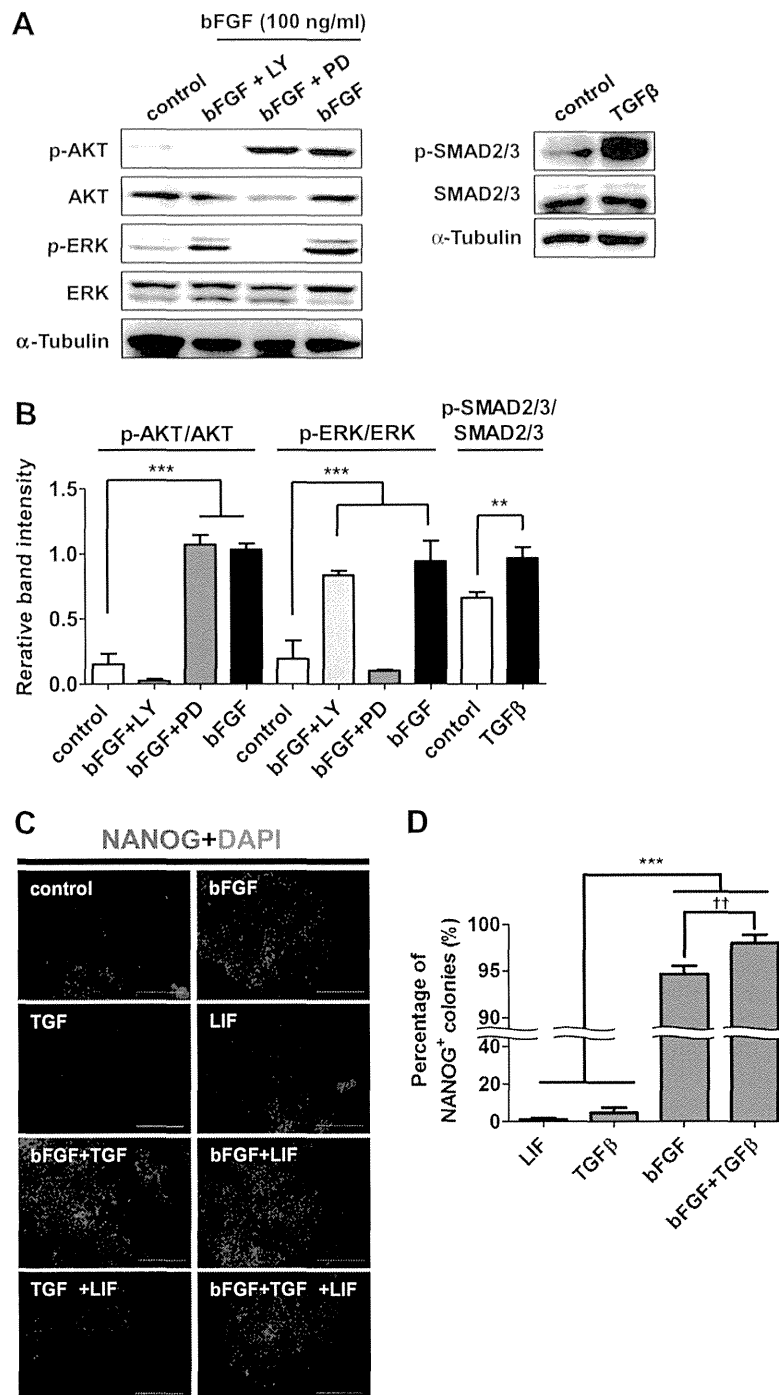 A
bFGF (100 ng/ml)
control
bFGF + LY
bFGF + PD
bFGF
p-AKT
AKT
p-ERK
ERK
α-Tubulin
control
TGFβ
p-SMAD2/3
SMAD2/3
α-Tubulin
B
p-AKT/AKT
p-ERK/ERK
p-SMAD2/3/
SMAD2/3
***
***
**
Rerative band intensity
1.5
1.0
0.5
0.0
control
bFGF+LY
bFGF+PD
bFGF
control
bFGF+LY
bFGF+PD
bFGF
contorl
TGFβ
C
NANOG+DAPI
control
bFGF
TGF
LIF
bFGF+TGF
bFGF+LIF
TGF +LIF
bFGF+TGF +LIF
D
***
††
Percentage of
NANOG⁺ colonies (%)
100
95
90
40
20
0
LIF
TGFβ
bFGF
bFGF+TGFβ